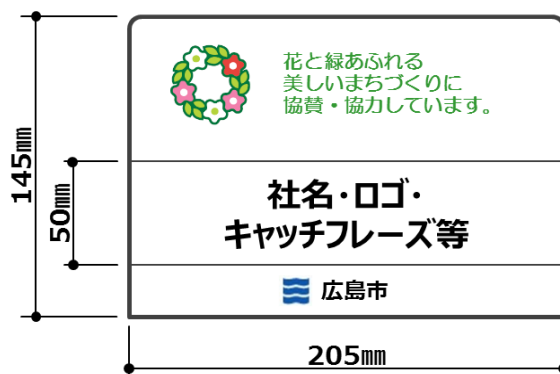 花と緑あふれる
美しいまちづくりに
協賛・協力しています。
145㎜
50㎜
社名・ロゴ・
キャッチフレーズ等
広島市
205㎜